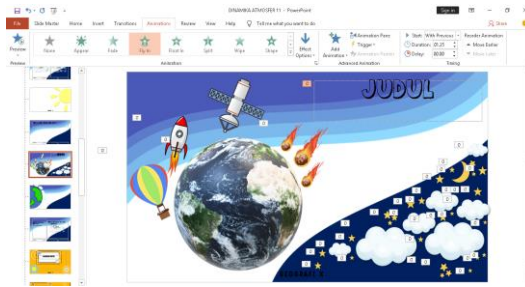 DINAMIKA ATMOSFER 11 - PowerPoint
Sign in
File
Slide Master
Home
Insert
Transitions
Animations
Review
View
Help
Tell me what you want to do
Share
Preview
None
Appear
Fade
Fly In
Float In
Split
Wipe
Shape
Effect
Options
Add
Animation
Animation Pane
Trigger
Animation Painter
Start: With Previous
Duration:
Delay: 00.00
Reorder Animation
Move Earlier
Move Later
Preview
Animation
Advanced Animation
Timing
JUDUL